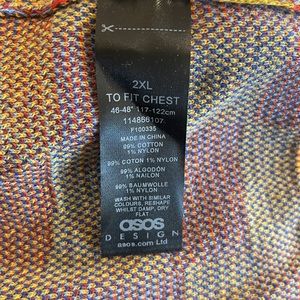 2XL
TO FIT CHEST
46-48" 117-122cm
114856107
F100335
MADE IN CHINA
99% COTTON
1% NYLON
99% COTON 1% NYLON
99% ALGODÓN
1% NAILON
99% BAUMWOLLE
1% NYLON
WASH WITH SIMILAR
COLOURS, RESHAPE
WHILST DAMP, DRY
FLAT
asos
DESIGN
asos.com Ltd